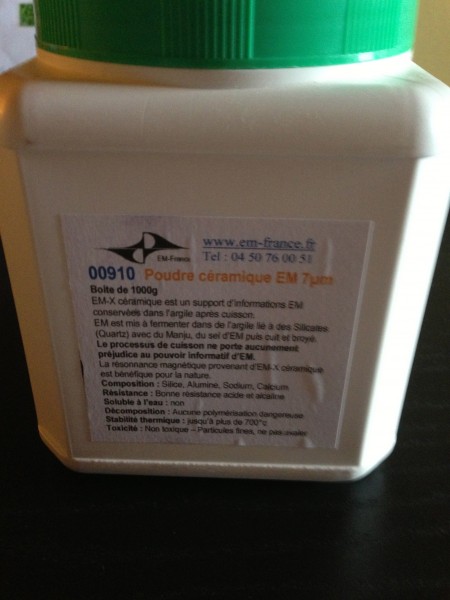 EM-France
www.em-france.fr
Tel : 04 50 76 00 51
00910 Poudre céramique EM 7µm
Boite de 1000g
EM-X céramique est un support d'informations EM
conservées dans l'argile après cuisson.
EM est mis à fermenter dans de l'argile lié à des Silicates
(Quartz) avec du Manju, du sel d'EM puis cuit et broyé.
Le processus de cuisson ne porte aucunement
préjudice au pouvoir informatif d'EM.
La résonnance magnétique provenant d'EM-X céramique
est bénéfique pour la nature.
Composition : Silice, Alumine, Sodium, Calcium
Résistance : Bonne résistance acide et alcaline
Soluble à l'eau : non
Décomposition : Aucune polymérisation dangereuse
Stabilité thermique : jusqu'à plus de 700°c
Toxicité : Non toxique – Particules fines, ne pas